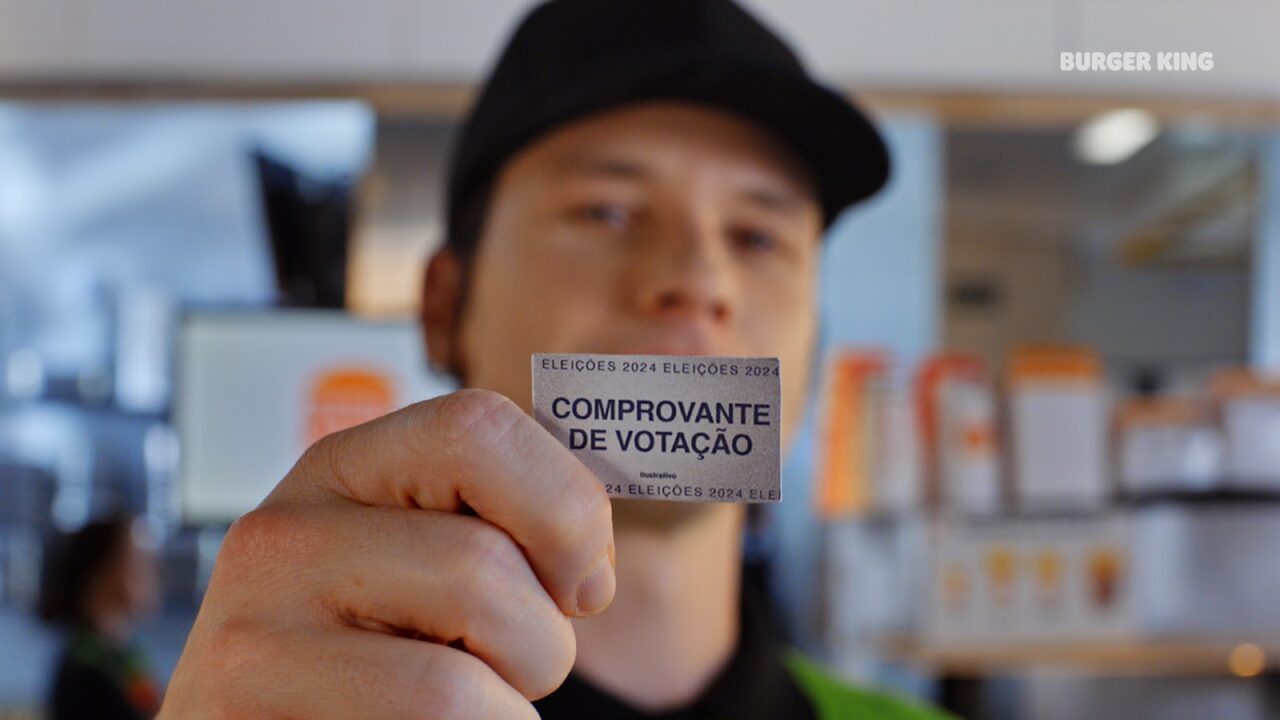 BURGER KING
ELEIÇÕES 2024 ELEIÇÕES 2024
COMPROVANTE
DE VOTAÇÃO
Ilustrativo
24 ELEIÇÕES 2024 ELE